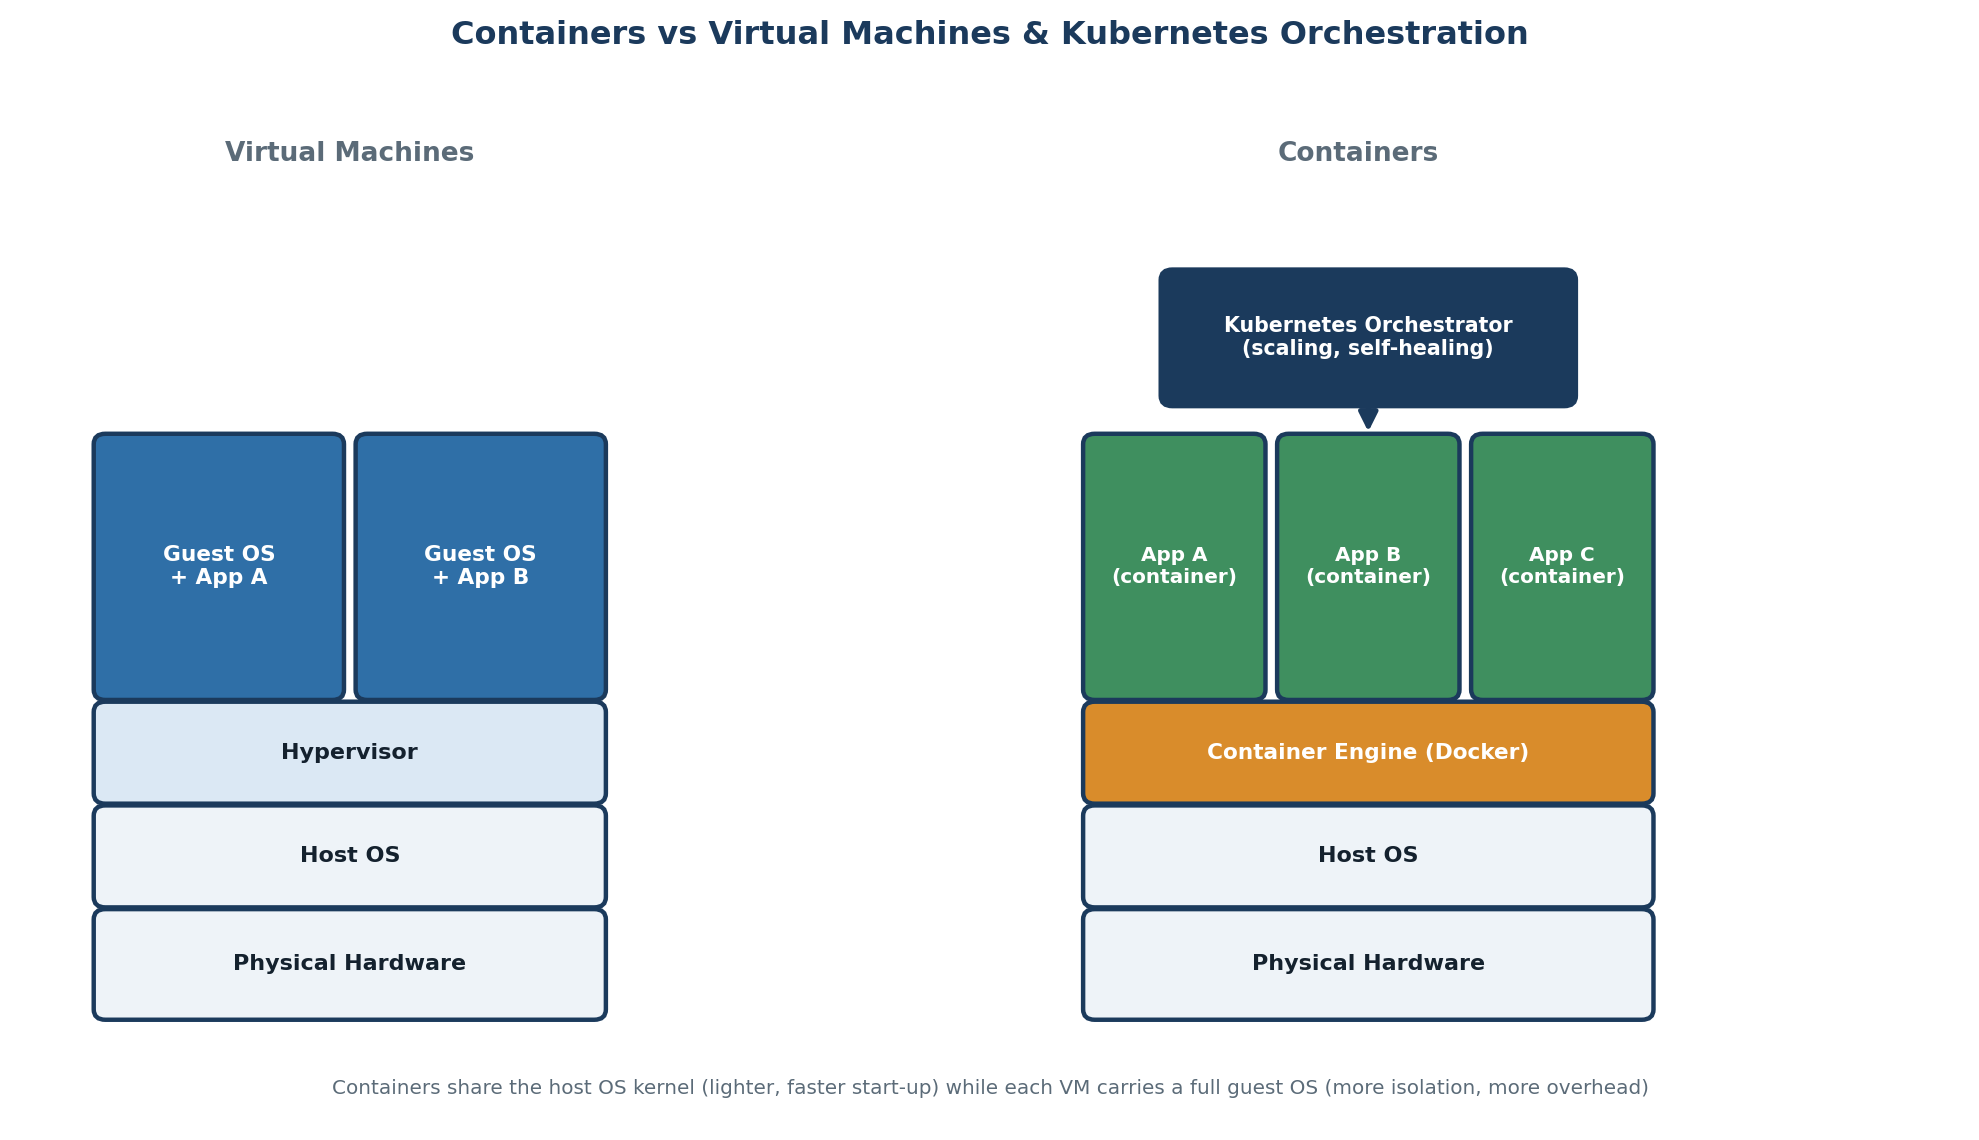 Containers vs Virtual Machines & Kubernetes Orchestration
Virtual Machines
Containers
Kubernetes Orchestrator
(scaling, self-healing)
Guest OS
+ App A
Guest OS
+ App B
App A
(container)
App B
(container)
App C
(container)
Hypervisor
Container Engine (Docker)
Host OS
Host OS
Physical Hardware
Physical Hardware
Containers share the host OS kernel (lighter, faster start-up) while each VM carries a full guest OS (more isolation, more overhead)